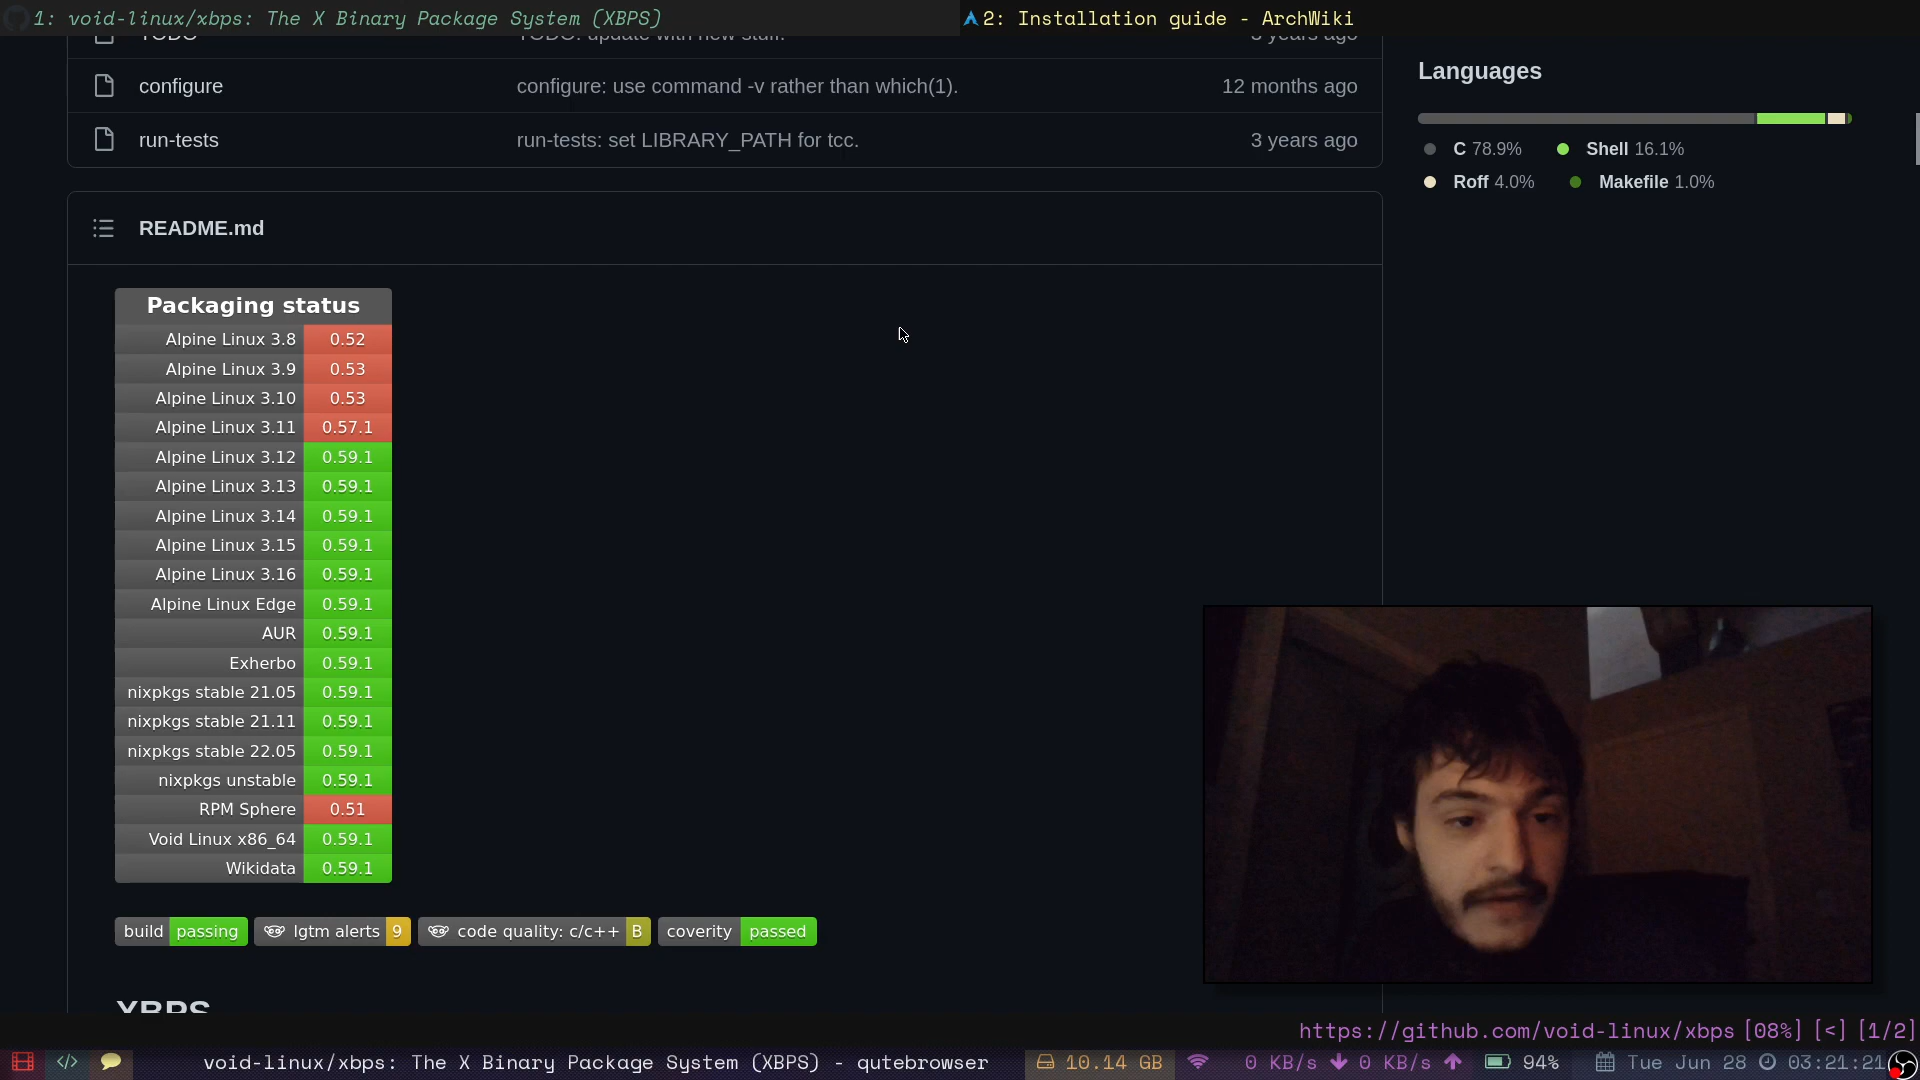 1: void-linux/xbps: The X Binary Package System (XBPS)
2: Installation guide - ArchWiki
TODO TODO: update with new stuff. 3 years ago
configure configure: use command -v rather than which(1). 12 months ago
run-tests run-tests: set LIBRARY_PATH for tcc. 3 years ago
Languages
C 78.9% Shell 16.1%
Roff 4.0% Makefile 1.0%
README.md
Packaging status
Alpine Linux 3.8 0.52
Alpine Linux 3.9 0.53
Alpine Linux 3.10 0.53
Alpine Linux 3.11 0.57.1
Alpine Linux 3.12 0.59.1
Alpine Linux 3.13 0.59.1
Alpine Linux 3.14 0.59.1
Alpine Linux 3.15 0.59.1
Alpine Linux 3.16 0.59.1
Alpine Linux Edge 0.59.1
AUR 0.59.1
Exherbo 0.59.1
nixpkgs stable 21.05 0.59.1
nixpkgs stable 21.11 0.59.1
nixpkgs stable 22.05 0.59.1
nixpkgs unstable 0.59.1
RPM Sphere 0.51
Void Linux x86_64 0.59.1
Wikidata 0.59.1
build passing lgtm alerts 9 code quality: c/c++ B coverity passed
XBPS
https://github.com/void-linux/xbps [08%] [<] [1/2]
void-linux/xbps: The X Binary Package System (XBPS) - qutebrowser 10.14 GB 0 KB/s 0 KB/s 94% Tue Jun 28 03:21:21